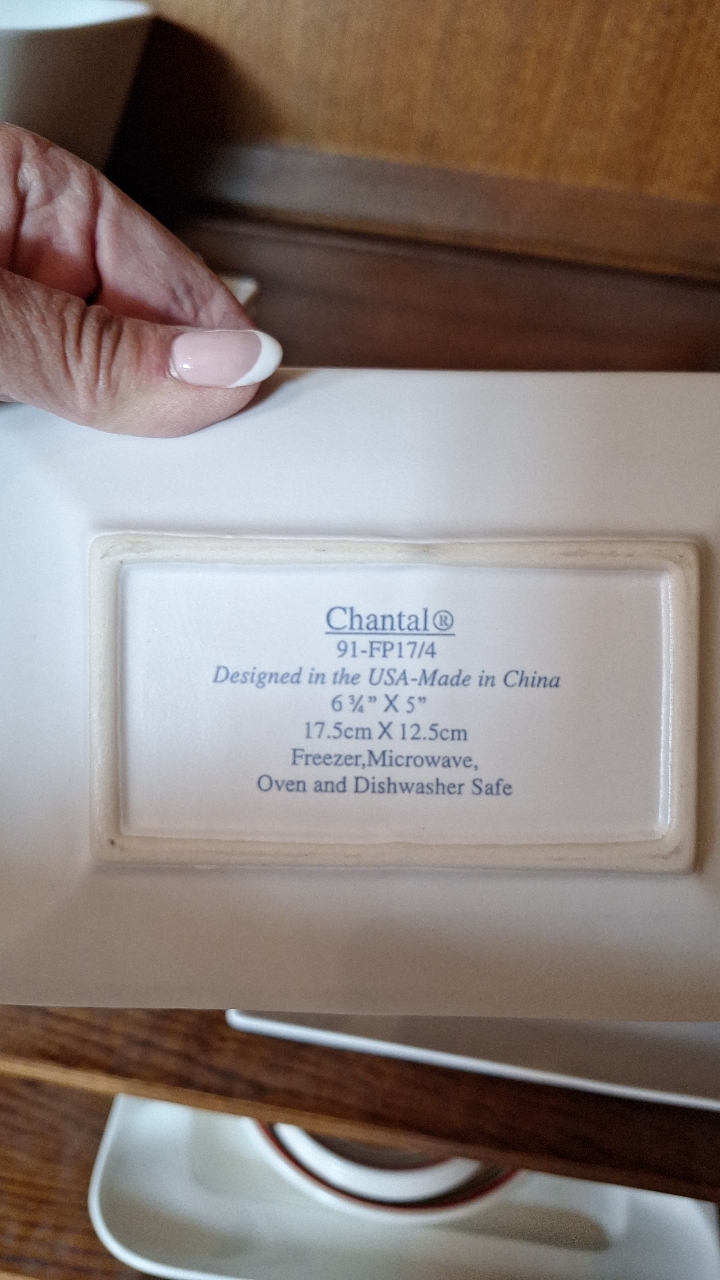 Chantal®
91-FP17/4
Designed in the USA-Made in China
6 ¾” X 5”
17.5cm X 12.5cm
Freezer,Microwave,
Oven and Dishwasher Safe